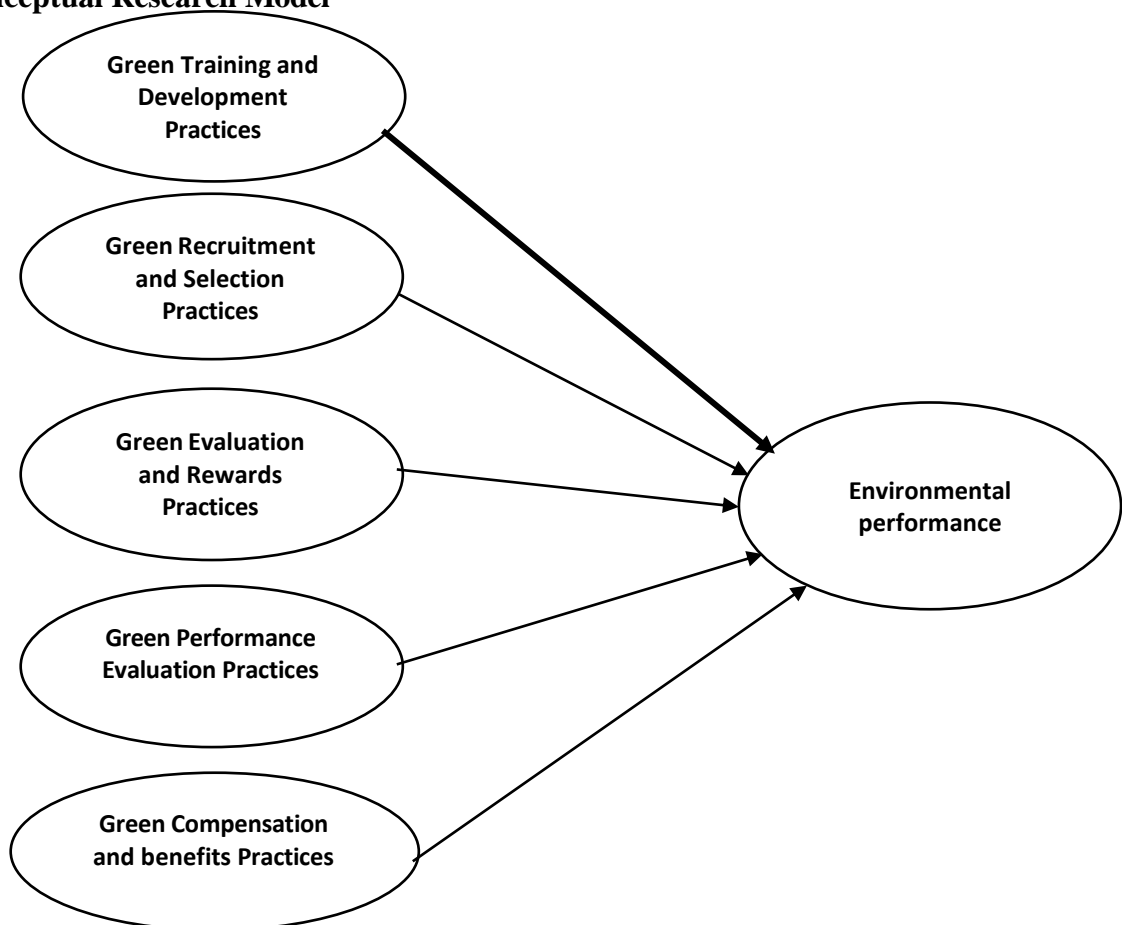 ceptual Research Model
Green Training and
Development
Practices
Green Recruitment
and Selection
Practices
Green Evaluation
and Rewards
Practices
Environmental
performance
Green Performance
Evaluation Practices
Green Compensation
and benefits Practices